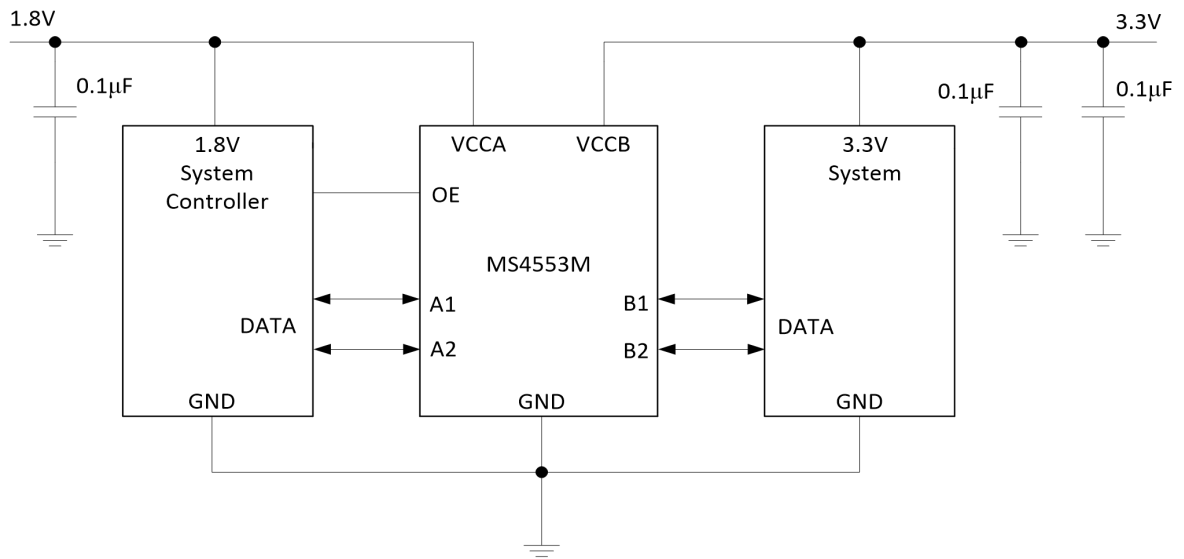 1.8V
3.3V
0.1μF
0.1μF
0.1μF
1.8V
System
Controller
DATA
GND
VCCA
VCCB
OE
MS4553M
A1
A2
B1
B2
GND
3.3V
System
DATA
GND